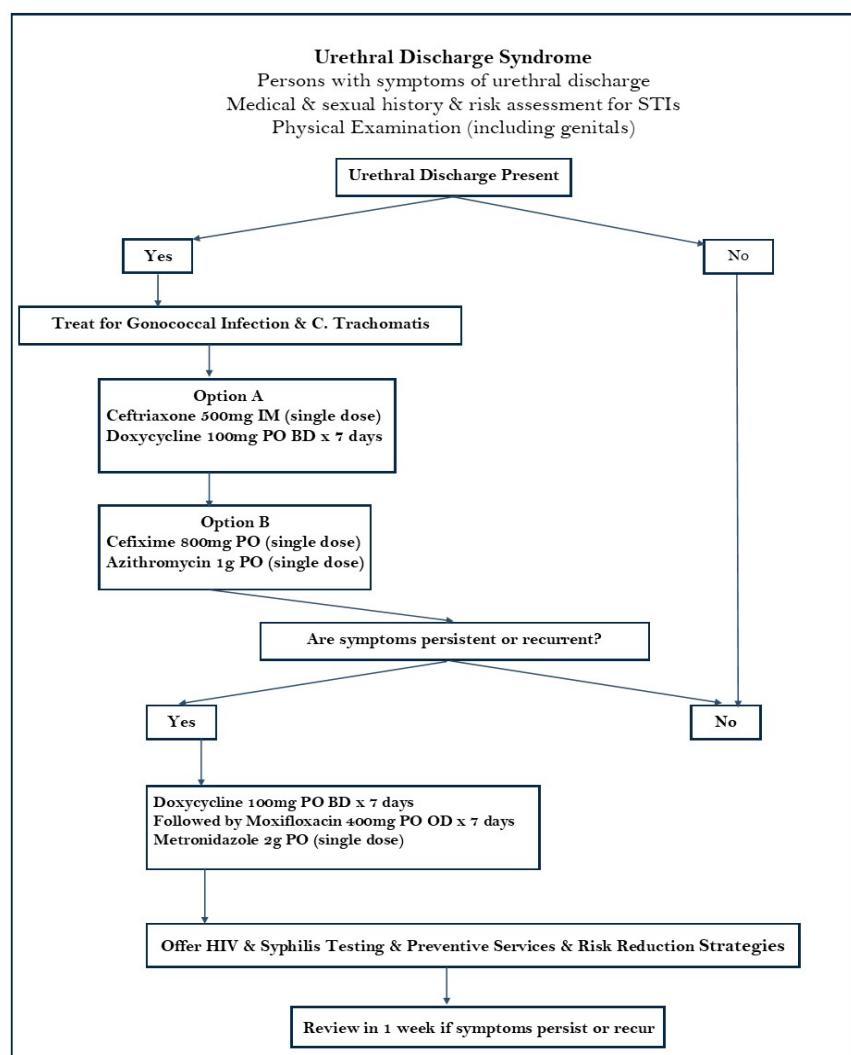 Urethral Discharge Syndrome
Persons with symptoms of urethral discharge
Medical & sexual history & risk assessment for STIs
Physical Examination (including genitals)
Urethral Discharge Present
Yes
No
Treat for Gonococcal Infection & C. Trachomatis
Option A
Ceftriaxone 500mg IM (single dose)
Doxycycline 100mg PO BD x 7 days
Option B
Cefixime 800mg PO (single dose)
Azithromycin 1g PO (single dose)
Are symptoms persistent or recurrent?
Yes
No
Doxycycline 100mg PO BD x 7 days
Followed by Moxifloxacin 400mg PO OD x 7 days
Metronidazole 2g PO (single dose)
Offer HIV & Syphilis Testing & Preventive Services & Risk Reduction Strategies
Review in 1 week if symptoms persist or recur